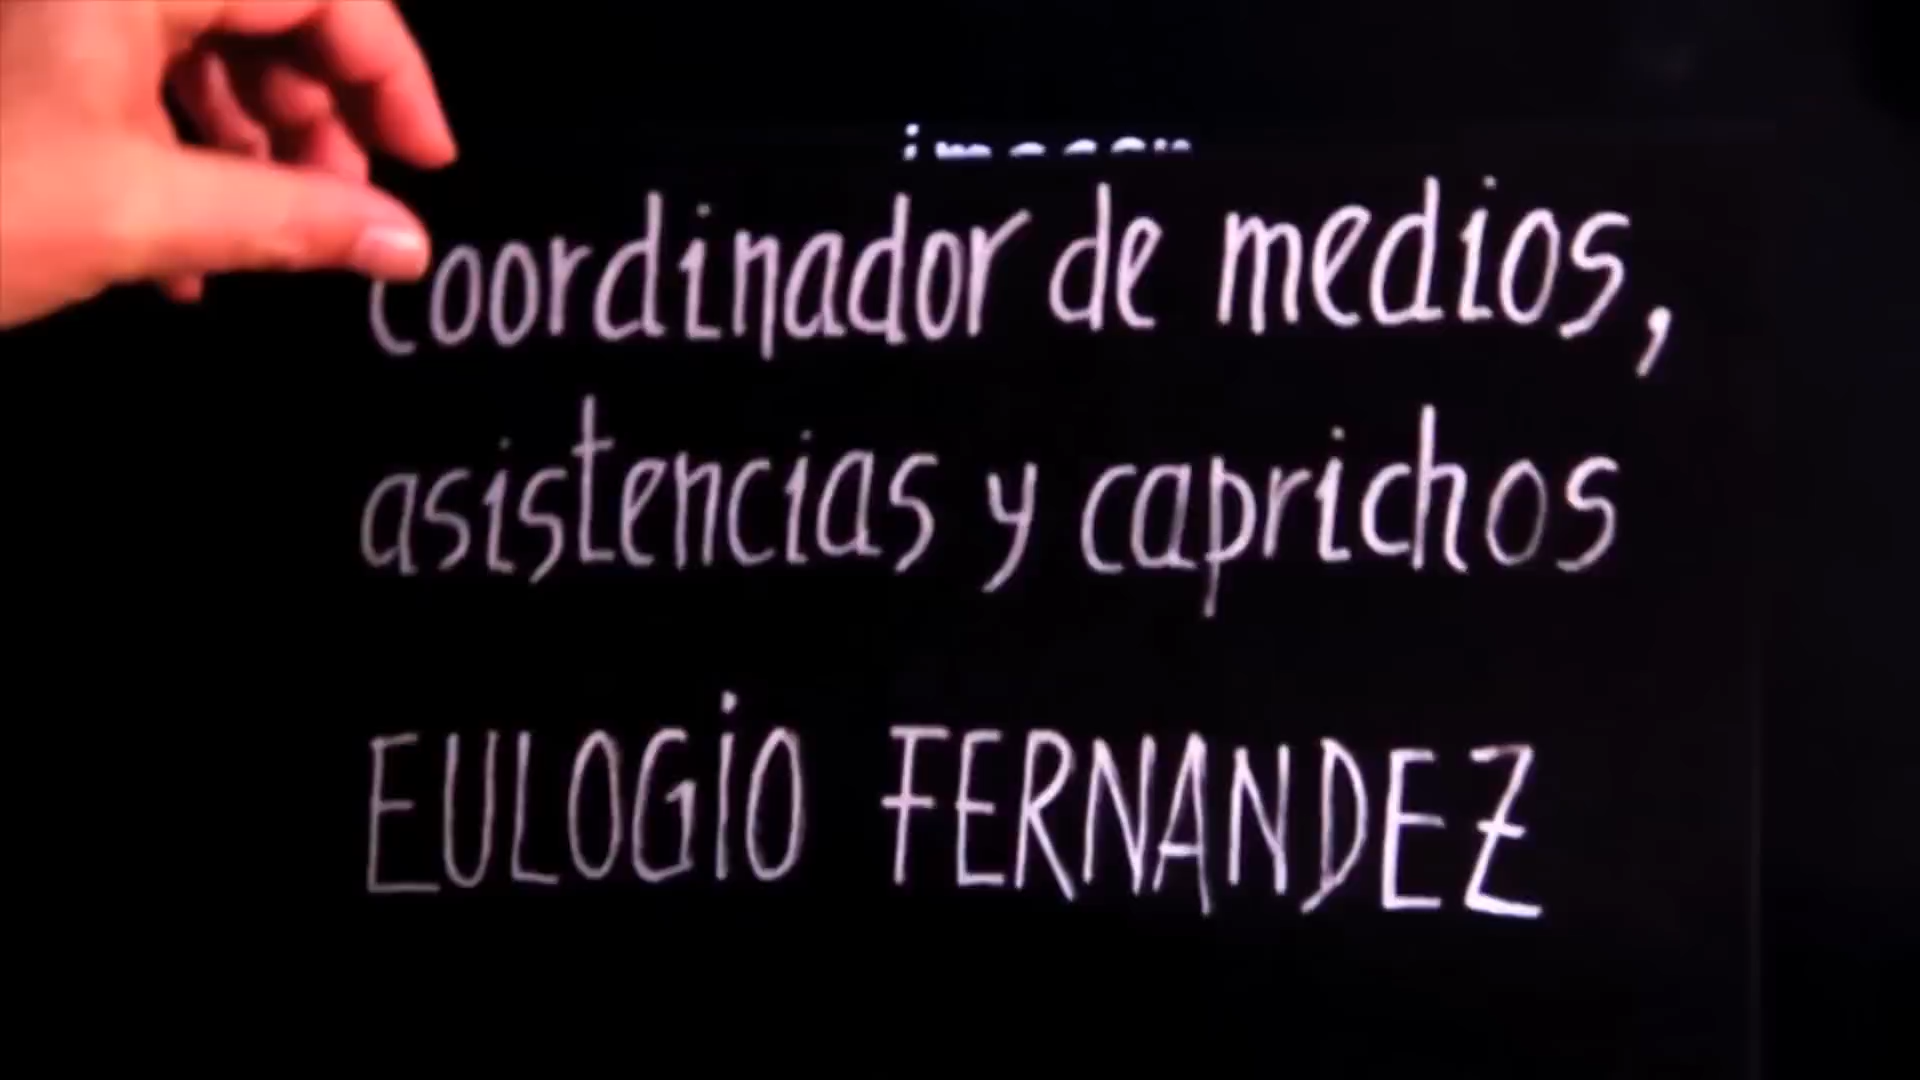 Coordinador de medios,
asistencias y caprichos
EULOGiO FERNANDEZ